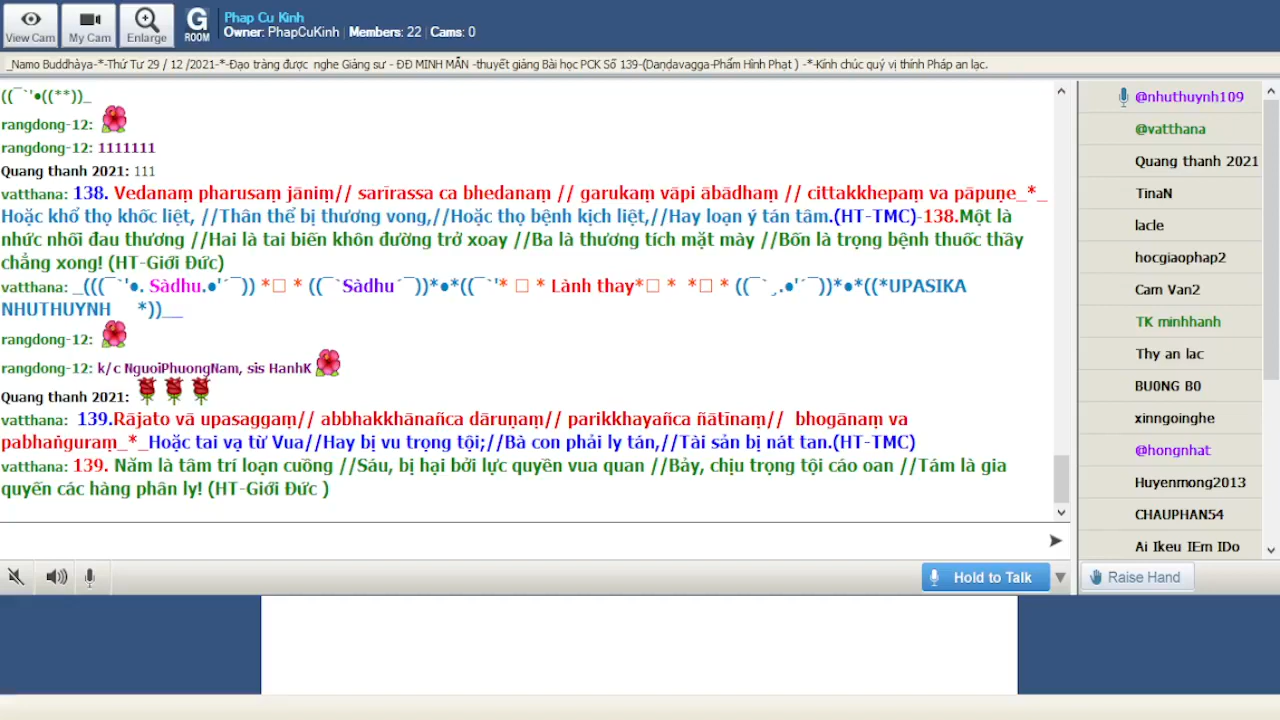 View Cam
My Cam
Enlarge
G
ROOM
Phap Cu Kinh
Owner: PhapCuKinh | Members: 22 | Cams: 0
_Namo Buddhàya-*-Thứ Tư 29 / 12 /2021-*-Đạo tràng được nghe Giảng sư - ĐĐ MINH MẪN -thuyết giảng Bài học PCK Số 139-(Daṇḍavagga-Phẩm Hình Phạt ) -*-Kính chúc quý vị thính Pháp an lạc.
((¯`'●((**))_
rangdong-12:
rangdong-12: 1111111
Quang thanh 2021: 111
vatthana: 138. Vedanaṃ pharusaṃ jāniṃ// sarīrassa ca bhedanaṃ // garukaṃ vāpi ābādhaṃ // cittakkhepaṃ va pāpuṇe_*_
Hoặc khổ thọ khốc liệt, //Thân thể bị thương vong,//Hoặc thọ bệnh kịch liệt,//Hay loạn ý tán tâm.(HT-TMC)-138.Một là
nhức nhối đau thương //Hai là tai biến khôn đường trở xoay //Ba là thương tích mặt mày //Bốn là trọng bệnh thuốc thầy
chẳng xong! (HT-Giới Đức)
vatthana: _(((¯`'●. Sàdhu.●'´¯)) *□ * ((¯`Sàdhu´¯))*●*((¯`'* □ * Lành thay*□ * *□ * ((¯`¸.●'´¯))*●*((*UPASIKA
NHUTHUYNH *))__
rangdong-12:
rangdong-12: k/c NguoiPhuongNam, sis HanhK
Quang thanh 2021:
vatthana: 139.Rājato vā upasaggaṃ// abbhakkhānañca dāruṇaṃ// parikkhayañca ñātīnaṃ// bhogānaṃ va
pabhaṅguraṃ_*_Hoặc tai vạ từ Vua//Hay bị vu trọng tội;//Bà con phải ly tán,//Tài sản bị nát tan.(HT-TMC)
vatthana: 139. Năm là tâm trí loạn cuồng //Sáu, bị hại bởi lực quyền vua quan //Bảy, chịu trọng tội cáo oan //Tám là gia
quyến các hàng phân ly! (HT-Giới Đức )
@nhuthuynh109
@vatthana
Quang thanh 2021
TinaN
lacle
hocgiaophap2
Cam Van2
TK minhhanh
Thy an lac
BU0NG B0
xinngoinghe
@hongnhat
Huyenmong2013
CHAUPHAN54
Ai Ikeu IEm IDo
Hold to Talk
Raise Hand